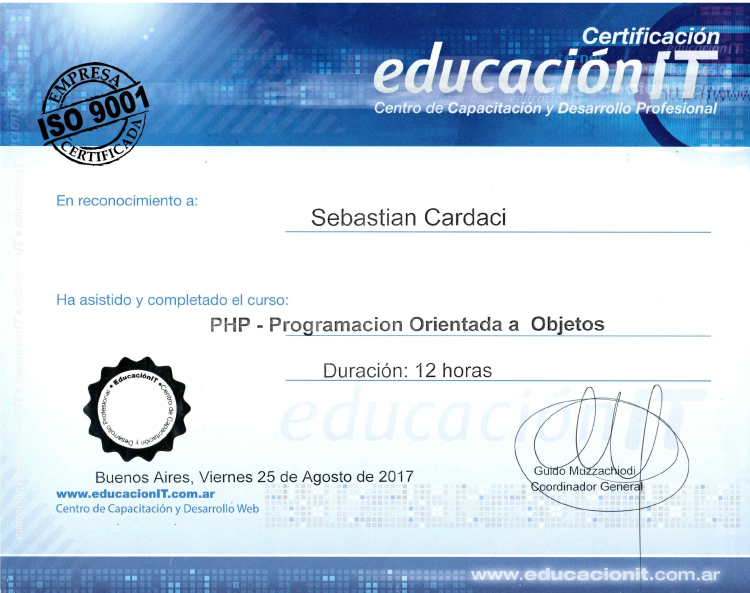 Certificación
educaciónIT
Centro de Capacitación y Desarrollo Profesional
EMPRESA
ISO 9001
CERTIFICADA
En reconocimiento a:
Sebastian Cardaci
Ha asistido y completado el curso:
PHP - Programacion Orientada a Objetos
Duración: 12 horas
EducaciónIT • Centro de Capacitación y Desarrollo Profesional •
educaciónIT
Guido Muzzachiodi
Coordinador General
Buenos Aires, Viernes 25 de Agosto de 2017
www.educacionIT.com.ar
Centro de Capacitación y Desarrollo Web
www.educacionit.com.ar